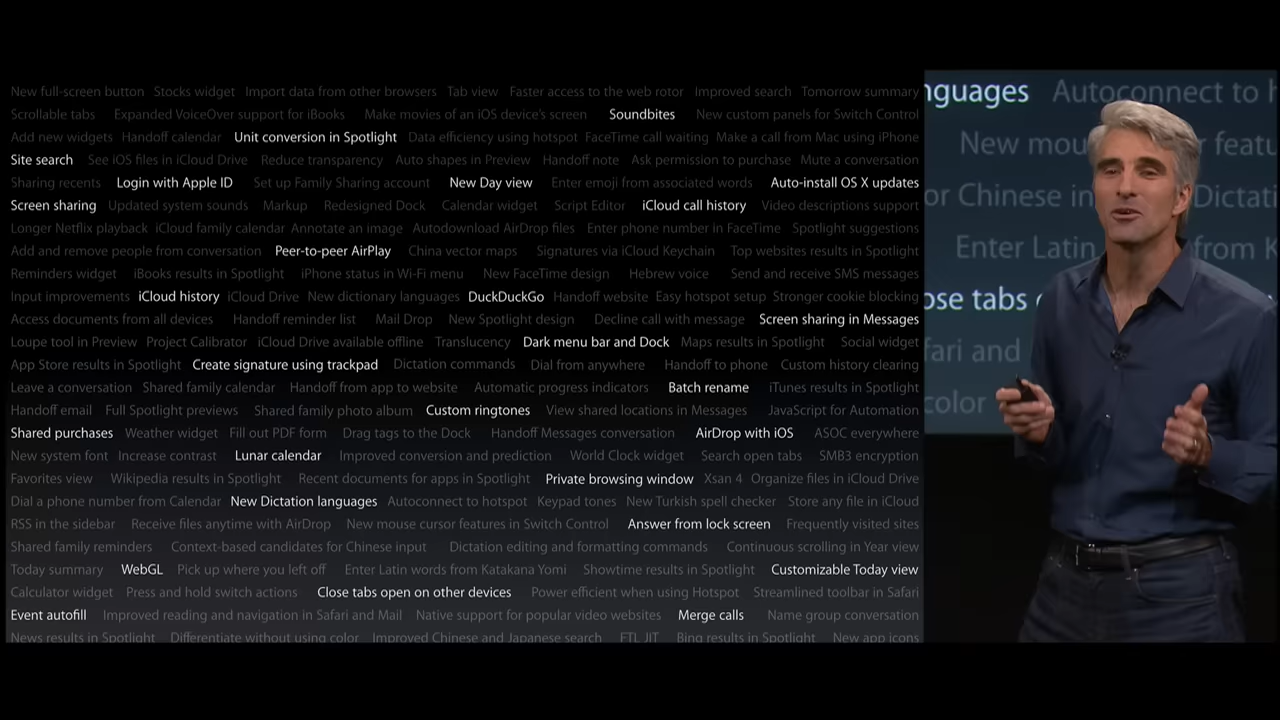 New full-screen button Stocks widget Import data from other browsers Tab view Faster access to the web rotor Improved search Tomorrow summary
Scrollable tabs Expanded VoiceOver support for iBooks Make movies of an iOS device's screen Soundbites New custom panels for Switch Control
Add new widgets Handoff calendar Unit conversion in Spotlight Data efficiency using hotspot FaceTime call waiting Make a call from Mac using iPhone
Site search See iOS files in iCloud Drive Reduce transparency Auto shapes in Preview Handoff note Ask permission to purchase Mute a conversation
Sharing recents Login with Apple ID Set up Family Sharing account New Day view Enter emoji from associated words Auto-install OS X updates
Screen sharing Updated system sounds Markup Redesigned Dock Calendar widget Script Editor iCloud call history Video descriptions support
Longer Netflix playback iCloud family calendar Annotate an image Autodownload AirDrop files Enter phone number in FaceTime Spotlight suggestions
Add and remove people from conversation Peer-to-peer AirPlay China vector maps Signatures via iCloud Keychain Top websites results in Spotlight
Reminders widget iBooks results in Spotlight iPhone status in Wi-Fi menu New FaceTime design Hebrew voice Send and receive SMS messages
Input improvements iCloud history iCloud Drive New dictionary languages DuckDuckGo Handoff website Easy hotspot setup Stronger cookie blocking
Access documents from all devices Handoff reminder list Mail Drop New Spotlight design Decline call with message Screen sharing in Messages
Loupe tool in Preview Project Calibrator iCloud Drive available offline Translucency Dark menu bar and Dock Maps results in Spotlight Social widget
App Store results in Spotlight Create signature using trackpad Dictation commands Dial from anywhere Handoff to phone Custom history clearing
Leave a conversation Shared family calendar Handoff from app to website Automatic progress indicators Batch rename iTunes results in Spotlight
Handoff email Full Spotlight previews Shared family photo album Custom ringtones View shared locations in Messages JavaScript for Automation
Shared purchases Weather widget Fill out PDF form Drag tags to the Dock Handoff Messages conversation AirDrop with iOS ASOC everywhere
New system font Increase contrast Lunar calendar Improved conversion and prediction World Clock widget Search open tabs SMB3 encryption
Favorites view Wikipedia results in Spotlight Recent documents for apps in Spotlight Private browsing window Xsan 4 Organize files in iCloud Drive
Dial a phone number from Calendar New Dictation languages Autoconnect to hotspot Keypad tones New Turkish spell checker Store any file in iCloud
RSS in the sidebar Receive files anytime with AirDrop New mouse cursor features in Switch Control Answer from lock screen Frequently visited sites
Shared family reminders Context-based candidates for Chinese input Dictation editing and formatting commands Continuous scrolling in Year view
Today summary WebGL Pick up where you left off Enter Latin words from Katakana Yomi Showtime results in Spotlight Customizable Today view
Calculator widget Press and hold switch actions Close tabs open on other devices Power efficient when using Hotspot Streamlined toolbar in Safari
Event autofill Improved reading and navigation in Safari and Mail Native support for popular video websites Merge calls Name group conversation
News results in Spotlight Differentiate without using color Improved Chinese and Japanese search FTL JIT Bing results in Spotlight New app icons
nguages Autoconnect to h
New mou r featu
or Chinese in Dictati
Enter Latin from K
ose tabs
fari and
color